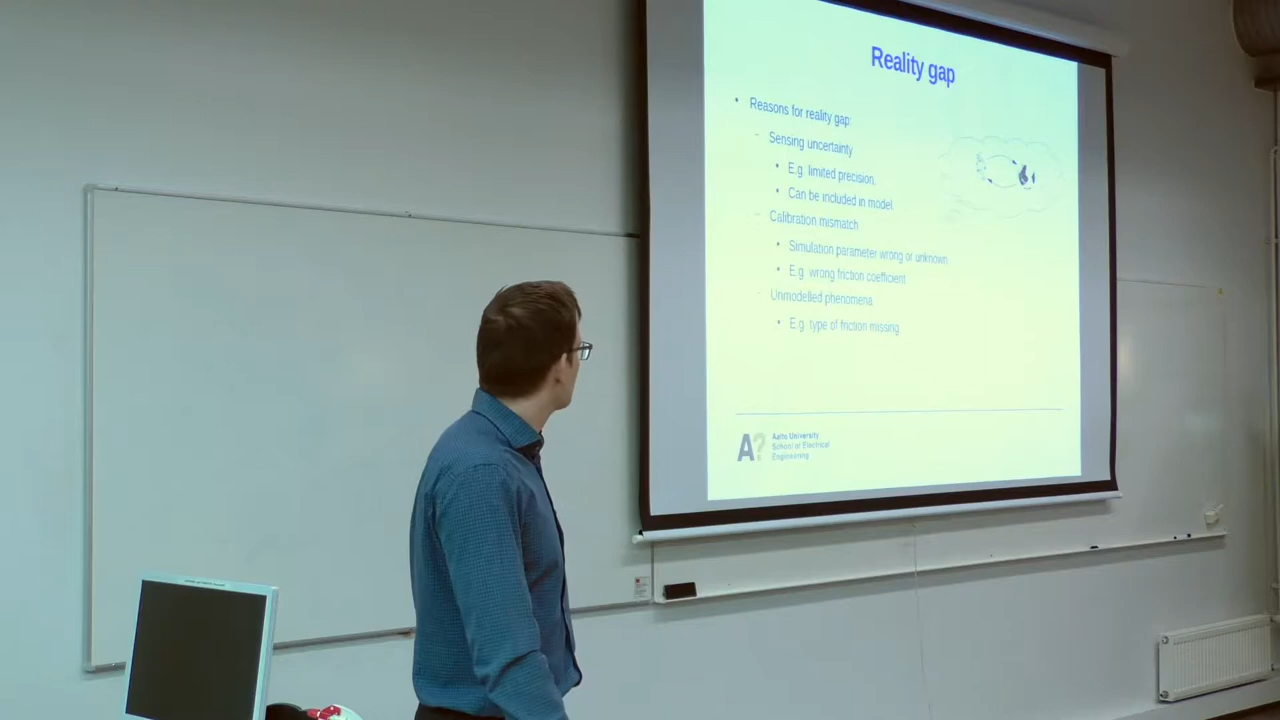 Reality gap
• Reasons for reality gap:
– Sensing uncertainty
• E.g. limited precision,
• Can be included in model
– Calibration mismatch
• Simulation parameter wrong or unknown
• E.g. wrong friction coefficient
– Unmodelled phenomena
• E.g. type of friction missing
A?
Aalto University
School of Electrical
Engineering